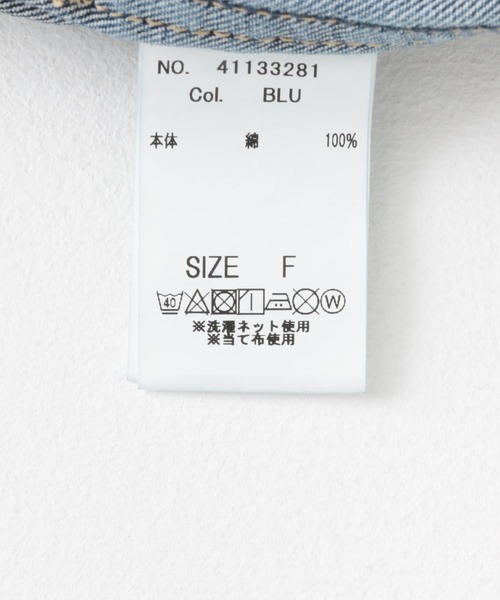 NO. 41133281
Col. BLU
本体 綿 100%
SIZE F
40 W
※洗濯ネット使用
※当て布使用